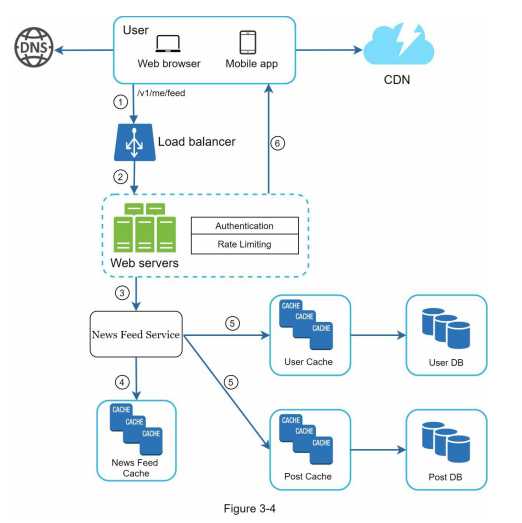 User
DNS
Web browser
Mobile app
CDN
1
/v1/me/feed
Load balancer
6
2
Authentication
Rate Limiting
Web servers
3
News Feed Service
5
CACHE
CACHE
CACHE
User Cache
User DB
4
5
CACHE
CACHE
CACHE
News Feed
Cache
CACHE
CACHE
CACHE
Post Cache
Post DB
Figure 3-4